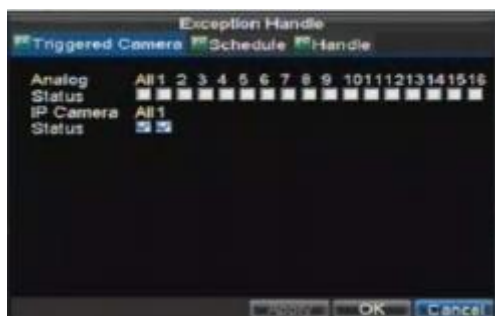 Exception Handle
Triggered Camera Schedule Handle
Analog All 1 2 3 4 5 6 7 8 9 10 11 12 13 14 15 16
Status
IP Camera All 1
Status
Apply OK Cancel